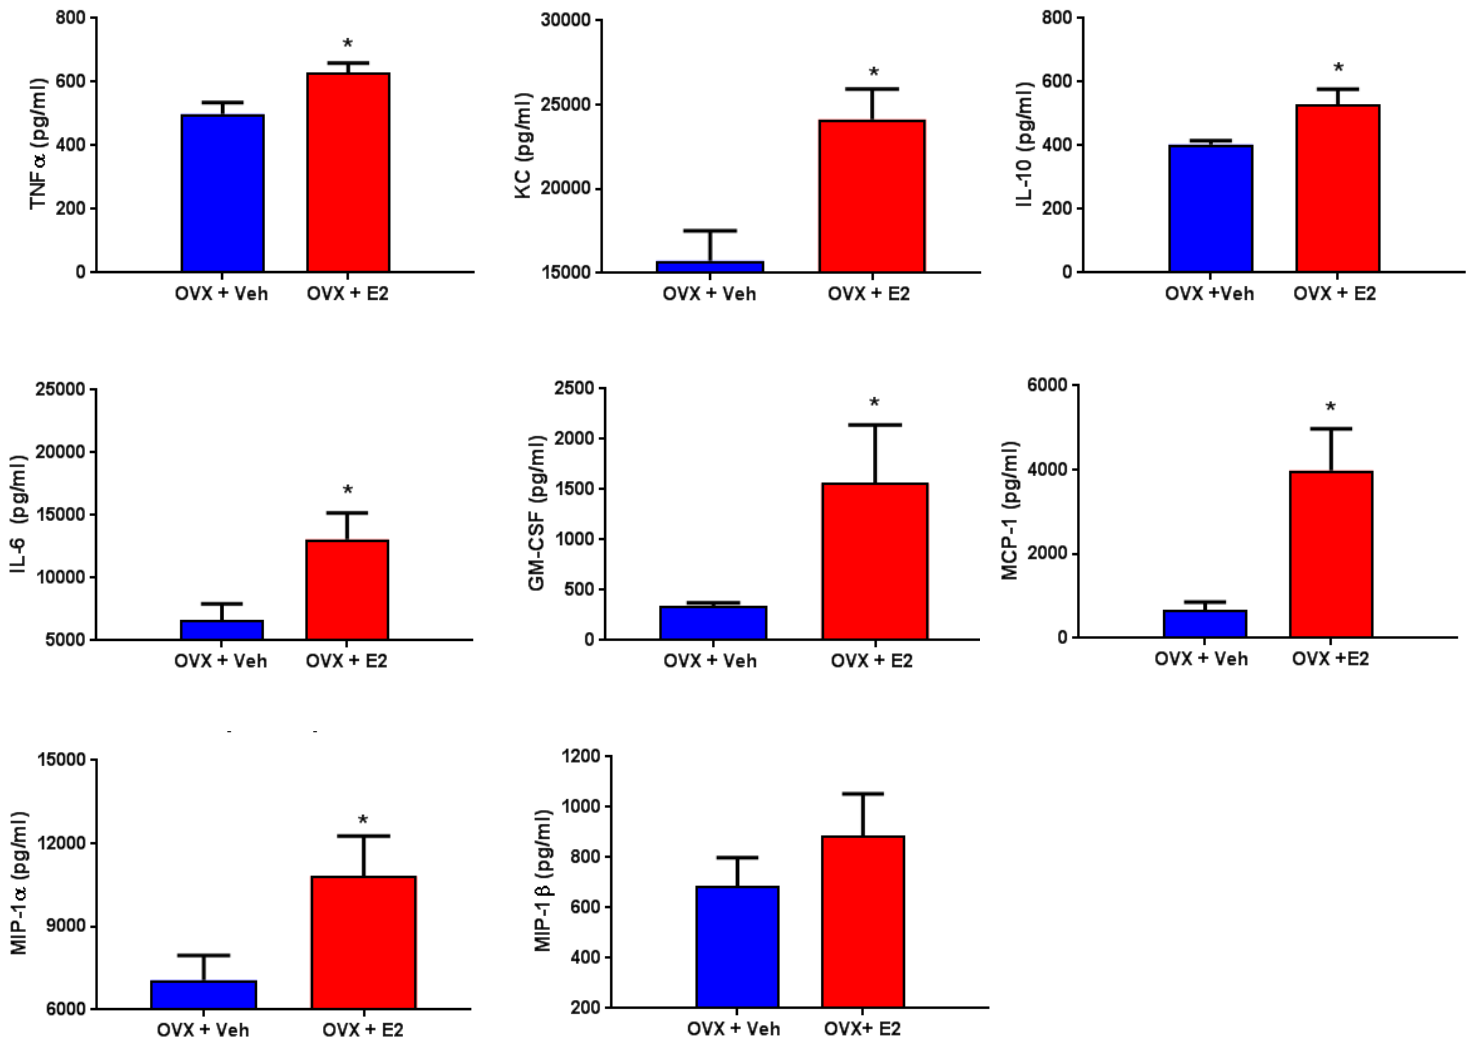 TNFα (pg/ml)
800
600
400
200
0
*
OVX + Veh
OVX + E2
KC (pg/ml)
30000
25000
20000
15000
*
OVX + Veh
OVX + E2
IL-10 (pg/ml)
800
600
400
200
0
*
OVX +Veh
OVX + E2
IL-6 (pg/ml)
25000
20000
15000
10000
5000
*
OVX + Veh
OVX + E2
GM-CSF (pg/ml)
2500
2000
1500
1000
500
0
*
OVX + Veh
OVX + E2
MCP-1 (pg/ml)
6000
4000
2000
0
*
OVX + Veh
OVX +E2
MIP-1α (pg/ml)
15000
12000
9000
6000
*
OVX + Veh
OVX + E2
MIP-1β (pg/ml)
1200
1000
800
600
400
200
OVX + Veh
OVX+ E2